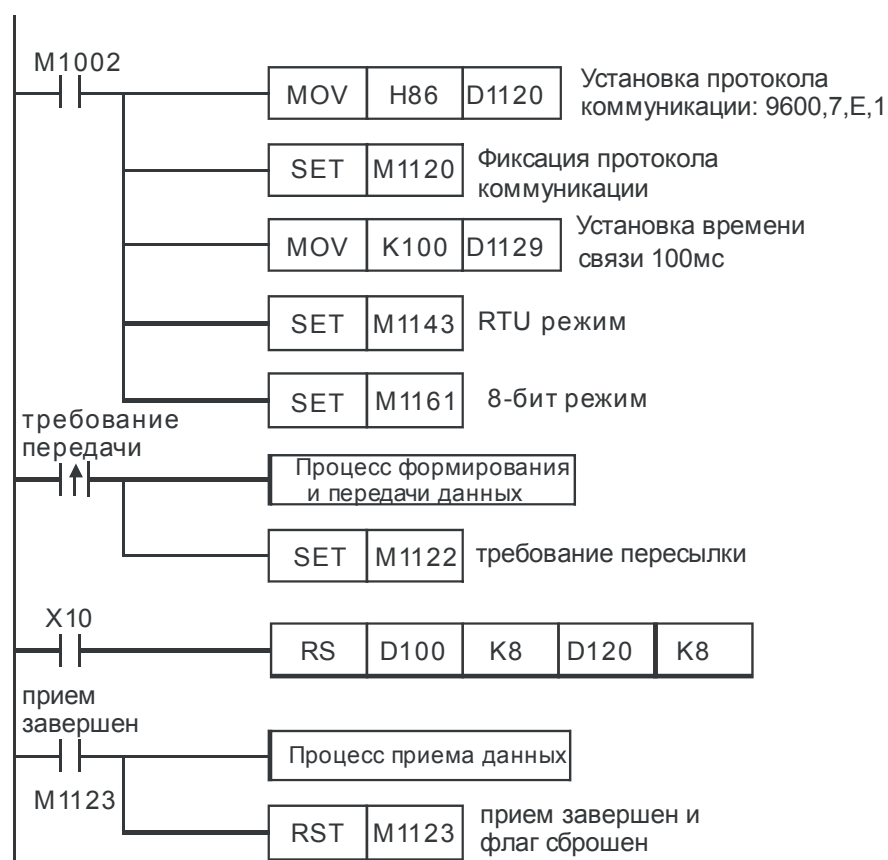 M1002
MOV H86 D1120
Установка протокола
коммуникации: 9600,7,E,1
SET M1120
Фиксация протокола
коммуникации
MOV K100 D1129
Установка времени
связи 100мс
SET M1143
RTU режим
SET M1161
8-бит режим
требование
передачи
Процесс формирования
и передачи данных
SET M1122
требование пересылки
X10
RS D100 K8 D120 K8
прием
завершен
M1123
Процесс приема данных
RST M1123
прием завершен и
флаг сброшен